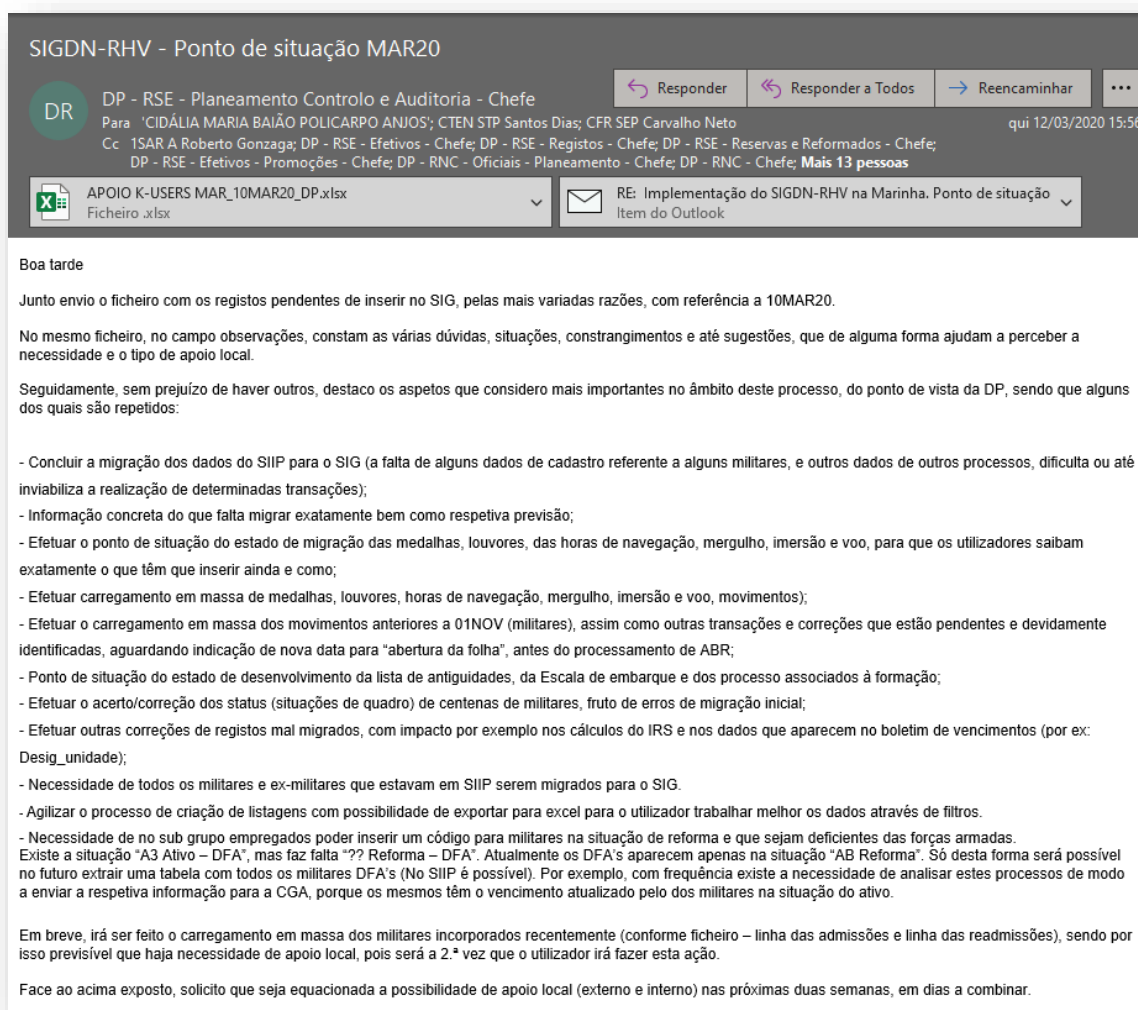 SIGDN-RHV - Ponto de situação MAR20
DR
DP - RSE - Planeamento Controlo e Auditoria - Chefe
Responder
Responder a Todos
Reencaminhar
...
Para 'CIDÁLIA MARIA BAIÃO POLICARPO ANJOS'; CTEN STP Santos Dias; CFR SEP Carvalho Neto
qui 12/03/2020 15:56
Cc 1SAR A Roberto Gonzaga; DP - RSE - Efetivos - Chefe; DP - RSE - Registos - Chefe; DP - RSE - Reservas e Reformados - Chefe;
DP - RSE - Efetivos - Promoções - Chefe; DP - RNC - Oficiais - Planeamento - Chefe; DP - RNC - Chefe; Mais 13 pessoas
APOIO K-USERS MAR_10MAR20_DP.xlsx
Ficheiro .xlsx
RE: Implementação do SIGDN-RHV na Marinha. Ponto de situação
Item do Outlook
Boa tarde
Junto envio o ficheiro com os registos pendentes de inserir no SIG, pelas mais variadas razões, com referência a 10MAR20.
No mesmo ficheiro, no campo observações, constam as várias dúvidas, situações, constrangimentos e até sugestões, que de alguma forma ajudam a perceber a
necessidade e o tipo de apoio local.
Seguidamente, sem prejuízo de haver outros, destaco os aspetos que considero mais importantes no âmbito deste processo, do ponto de vista da DP, sendo que alguns
dos quais são repetidos:
- Concluir a migração dos dados do SIIP para o SIG (a falta de alguns dados de cadastro referente a alguns militares, e outros dados de outros processos, dificulta ou até
inviabiliza a realização de determinadas transações);
- Informação concreta do que falta migrar exatamente bem como respetiva previsão;
- Efetuar o ponto de situação do estado de migração das medalhas, louvores, das horas de navegação, mergulho, imersão e voo, para que os utilizadores saibam
exatamente o que têm que inserir ainda e como;
- Efetuar carregamento em massa de medalhas, louvores, horas de navegação, mergulho, imersão e voo, movimentos);
- Efetuar o carregamento em massa dos movimentos anteriores a 01NOV (militares), assim como outras transações e correções que estão pendentes e devidamente
identificadas, aguardando indicação de nova data para “abertura da folha”, antes do processamento de ABR;
- Ponto de situação do estado de desenvolvimento da lista de antiguidades, da Escala de embarque e dos processo associados à formação;
- Efetuar o acerto/correção dos status (situações de quadro) de centenas de militares, fruto de erros de migração inicial;
- Efetuar outras correções de registos mal migrados, com impacto por exemplo nos cálculos do IRS e nos dados que aparecem no boletim de vencimentos (por ex:
Desig_unidade);
- Necessidade de todos os militares e ex-militares que estavam em SIIP serem migrados para o SIG.
- Agilizar o processo de criação de listagens com possibilidade de exportar para excel para o utilizador trabalhar melhor os dados através de filtros.
- Necessidade de no sub grupo empregados poder inserir um código para militares na situação de reforma e que sejam deficientes das forças armadas.
Existe a situação “A3 Ativo – DFA”, mas faz falta “?? Reforma – DFA”. Atualmente os DFA's aparecem apenas na situação “AB Reforma”. Só desta forma será possível
no futuro extrair uma tabela com todos os militares DFA's (No SIIP é possível). Por exemplo, com frequência existe a necessidade de analisar estes processos de modo
a enviar a respetiva informação para a CGA, porque os mesmos têm o vencimento atualizado pelo dos militares na situação do ativo.
Em breve, irá ser feito o carregamento em massa dos militares incorporados recentemente (conforme ficheiro – linha das admissões e linha das readmissões), sendo por
isso previsível que haja necessidade de apoio local, pois será a 2.ª vez que o utilizador irá fazer esta ação.
Face ao acima exposto, solicito que seja equacionada a possibilidade de apoio local (externo e interno) nas próximas duas semanas, em dias a combinar.